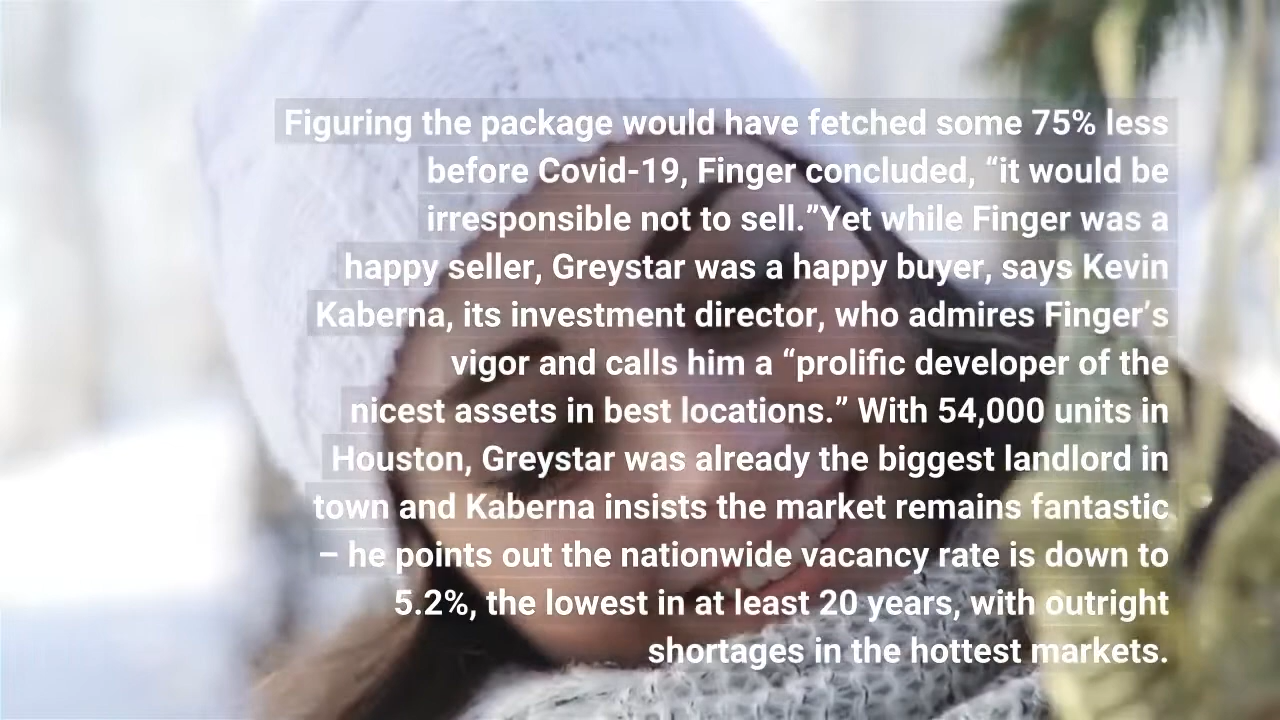 Figuring the package would have fetched some 75% less
before Covid-19, Finger concluded, “it would be
irresponsible not to sell.”Yet while Finger was a
happy seller, Greystar was a happy buyer, says Kevin
Kaberna, its investment director, who admires Finger’s
vigor and calls him a “prolific developer of the
nicest assets in best locations.” With 54,000 units in
Houston, Greystar was already the biggest landlord in
town and Kaberna insists the market remains fantastic
– he points out the nationwide vacancy rate is down to
5.2%, the lowest in at least 20 years, with outright
shortages in the hottest markets.